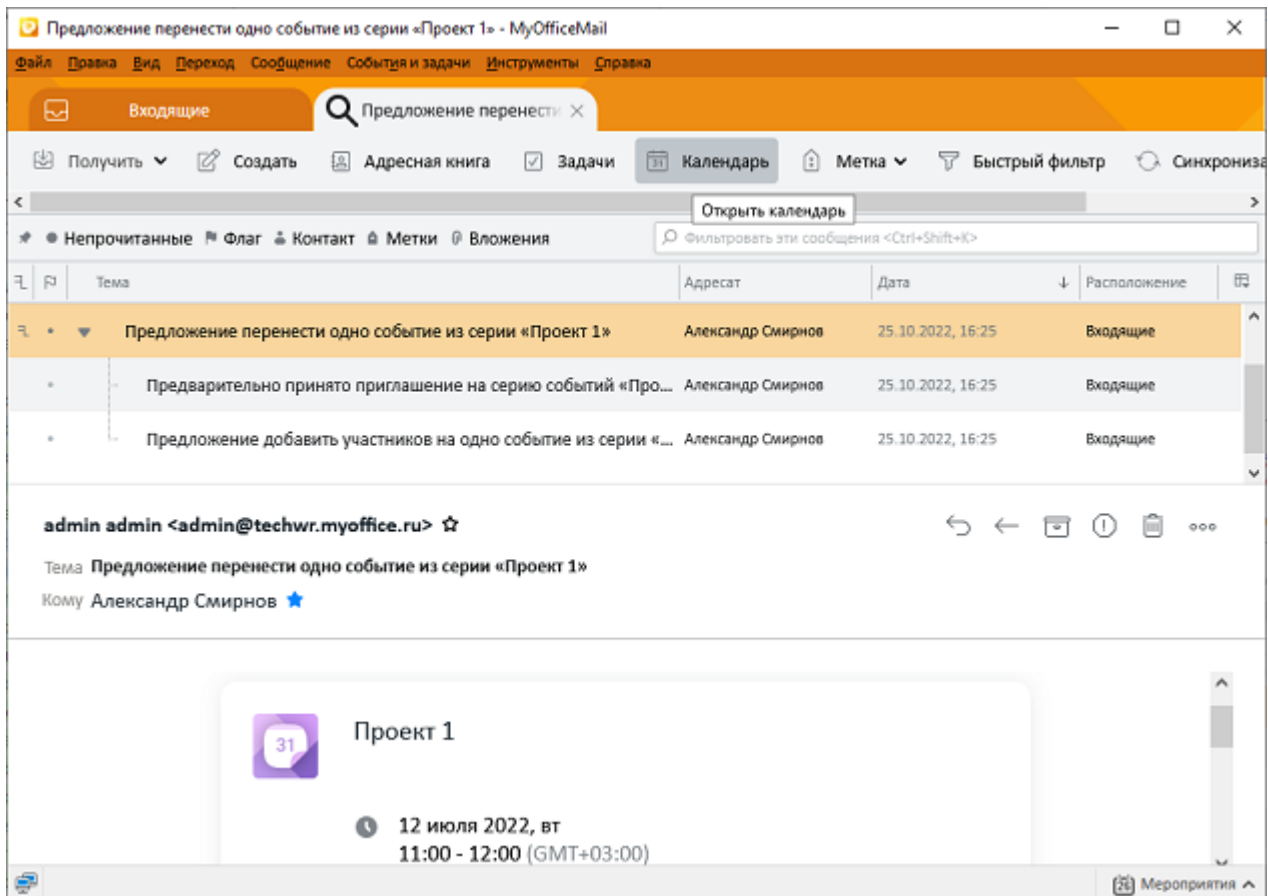 Предложение перенести одно событие из серии «Проект 1» - MyOfficeMail
Файл Правка Вид Переход Сообщение События и задачи Инструменты Справка
Входящие Предложение перенести
Получить Создать Адресная книга Задачи 31 Календарь Метка Быстрый фильтр Синхрониза
Открыть календарь
Непрочитанные Флаг Контакт Метки Вложения Фильтровать эти сообщения <Ctrl+Shift+K>
Тема Адресат Дата Расположение
Предложение перенести одно событие из серии «Проект 1» Александр Смирнов 25.10.2022, 16:25 Входящие
Предварительно принято приглашение на серию событий «Про... Александр Смирнов 25.10.2022, 16:25 Входящие
Предложение добавить участников на одно событие из серии «... Александр Смирнов 25.10.2022, 16:25 Входящие
admin admin <admin@techwr.myoffice.ru>
Тема Предложение перенести одно событие из серии «Проект 1»
Кому Александр Смирнов
31 Проект 1
12 июля 2022, вт
11:00 - 12:00 (GMT+03:00)
26 Мероприятия